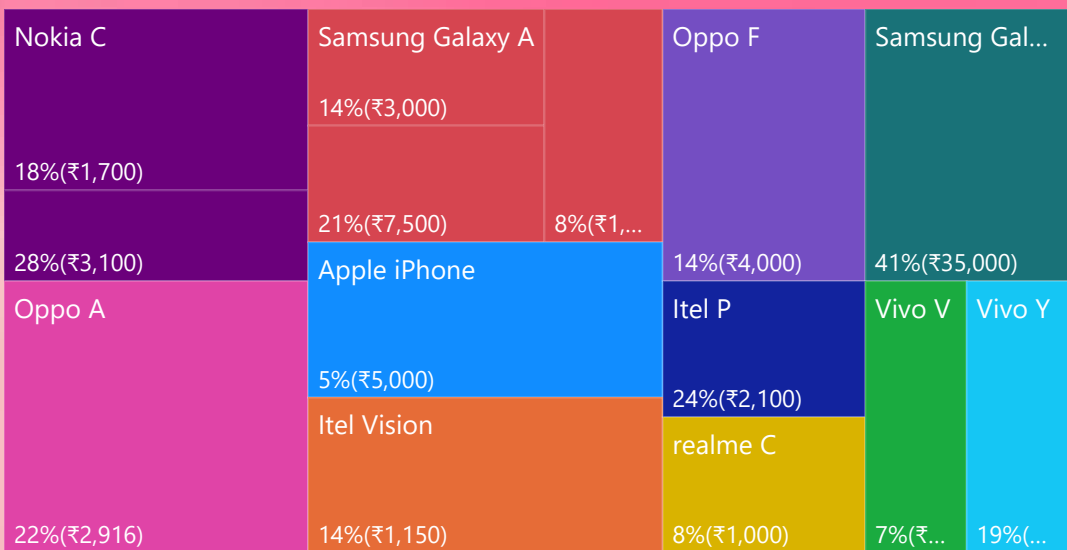 Nokia C
18%(₹1,700)
28%(₹3,100)
Oppo A
22%(₹2,916)
Samsung Galaxy A
14%(₹3,000)
21%(₹7,500)
8%(₹1,...
Apple iPhone
5%(₹5,000)
Itel Vision
14%(₹1,150)
Oppo F
14%(₹4,000)
Samsung Gal...
41%(₹35,000)
Itel P
24%(₹2,100)
realme C
8%(₹1,000)
Vivo V
7%(₹...
Vivo Y
19%(...